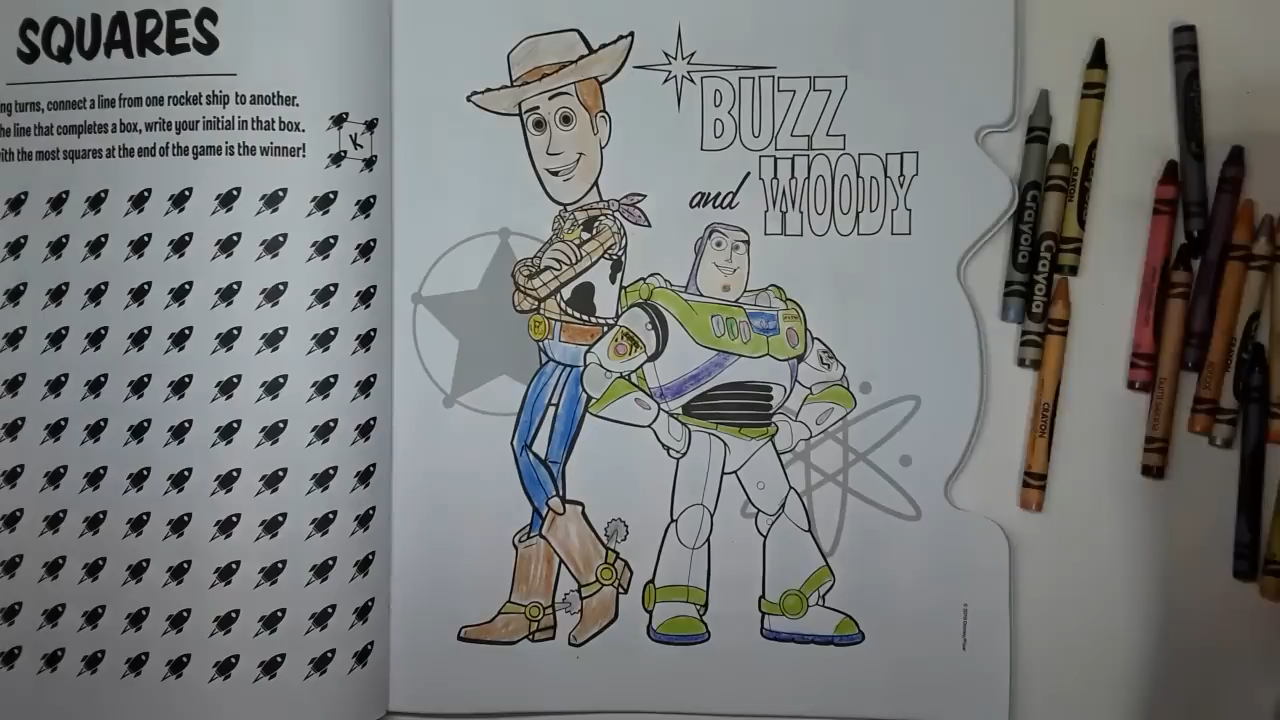 SQUARES
ng turns, connect a line from one rocket ship to another.
he line that completes a box, write your initial in that box.
ith the most squares at the end of the game is the winner!
K
BUZZ
and WOODY
CRAYON
Crayola
Crayola
CRAYON